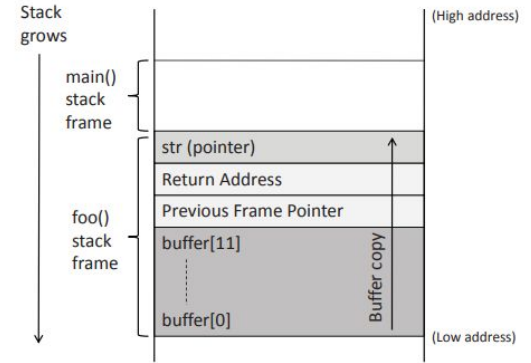 Stack
grows
(High address)
main()
stack
frame
str (pointer)
Return Address
Previous Frame Pointer
foo()
stack
frame
buffer[11]
Buffer copy
buffer[0]
(Low address)